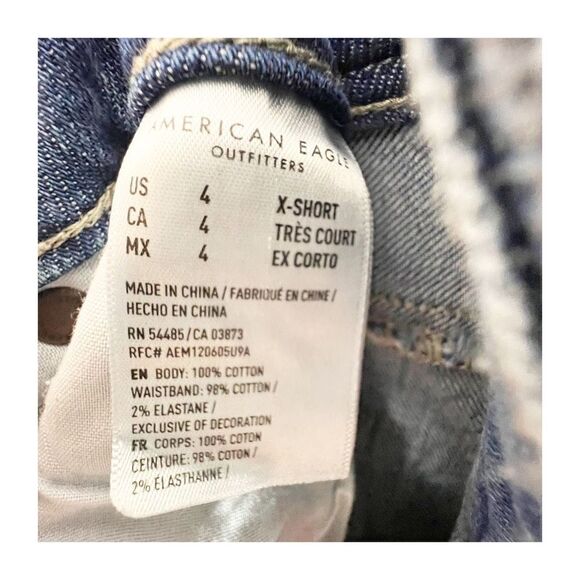 AMERICAN EAGLE
OUTFITTERS
US 4 X-SHORT
CA 4 TRÈS COURT
MX 4 EX CORTO
MADE IN CHINA / FABRIQUÉ EN CHINE /
HECHO EN CHINA
RN 54485/CA 03873
RFC# AEM120605U9A
EN BODY: 100% COTTON
WAISTBAND: 98% COTTON /
2% ELASTANE /
EXCLUSIVE OF DECORATION
FR CORPS: 100% COTON
CEINTURE: 98% COTON /
2% ÉLASTHANNE /